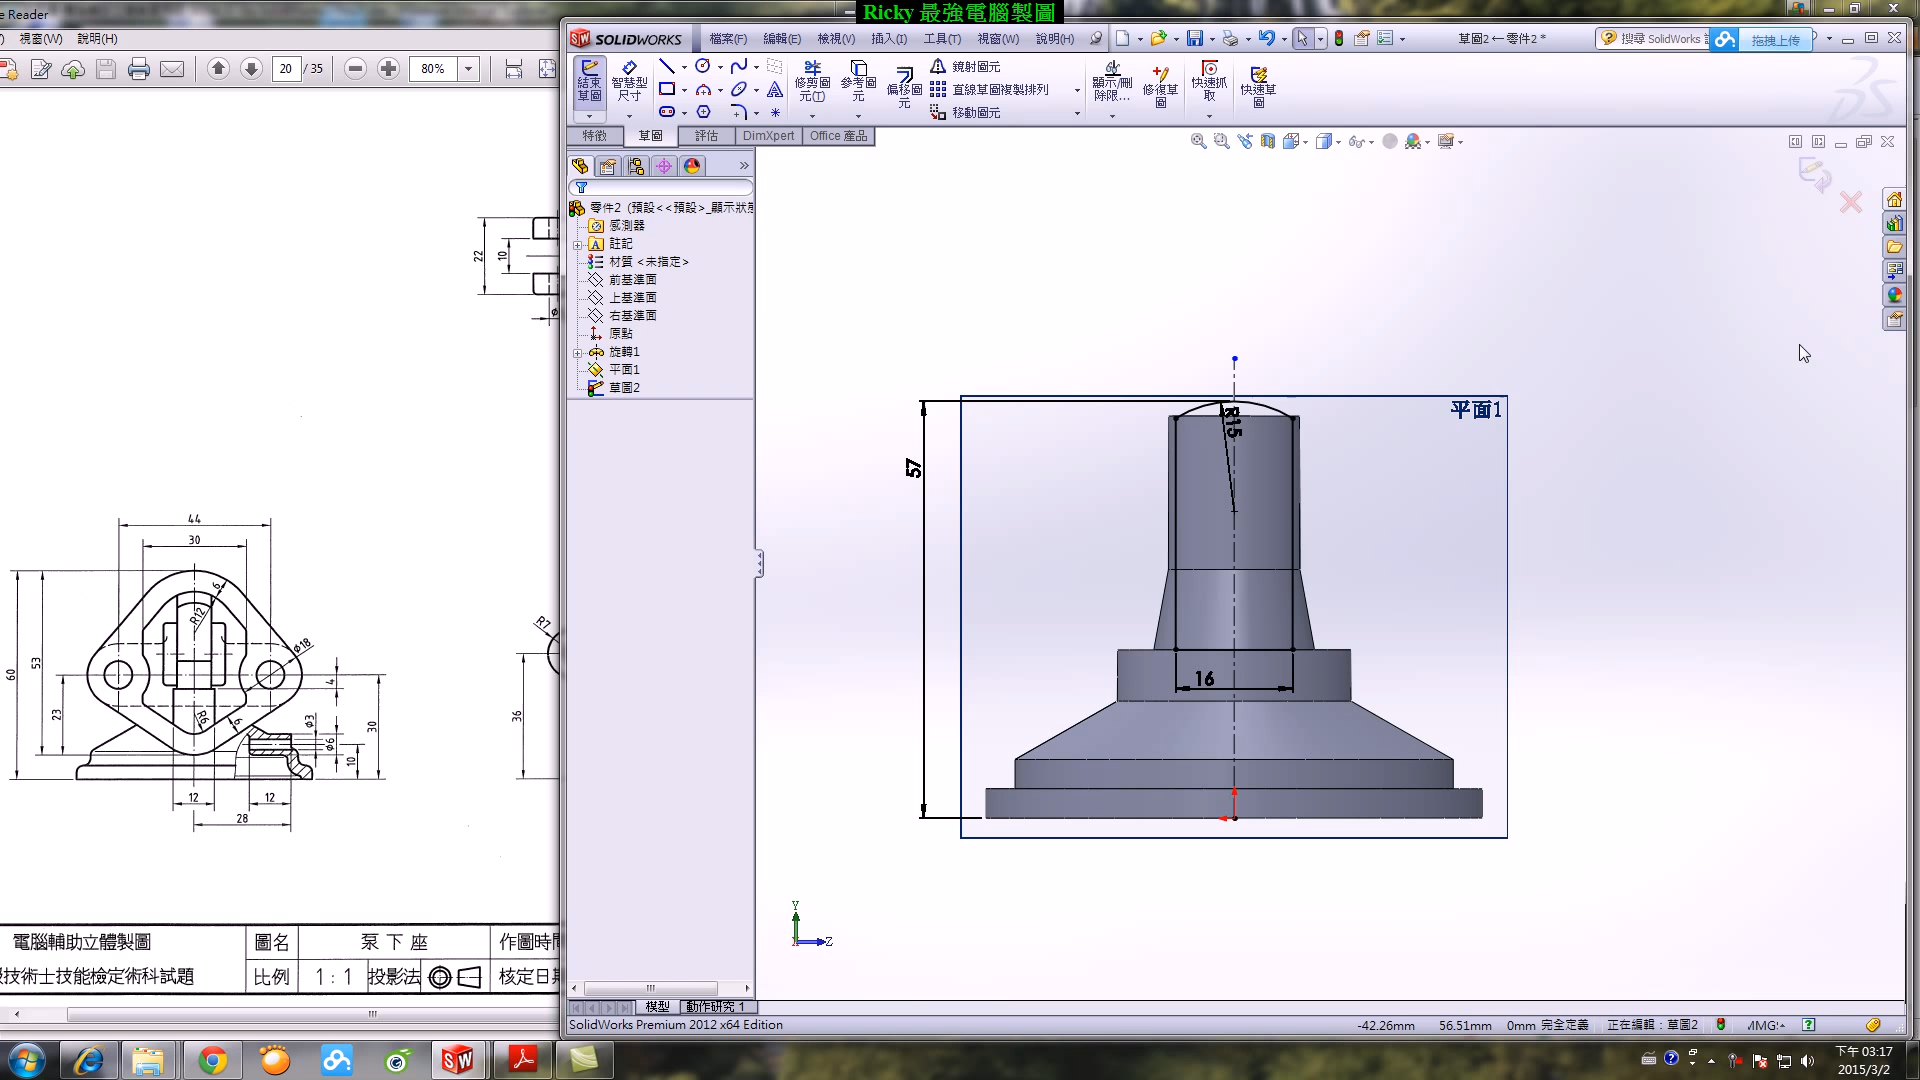 Ricky 最強電腦製圖
e Reader
視窗(W) 說明(H)
20 / 35
80%
SOLIDWORKS
檔案(F) 編輯(E) 檢視(V) 插入(I) 工具(T) 視窗(W) 說明(H)
草圖2 ← 零件2 *
搜尋 SolidWorks
拖拽上传
結束草圖
智慧型尺寸
修剪圖元(T)
參考圖元
偏移圖元
鏡射圖元
直線草圖複製排列
移動圖元
顯示/刪除限...
修復草圖
快速抓取
快速草圖
特徵 草圖 評估 DimXpert Office 產品
零件2 (預設<<預設>_顯示狀態
感測器
註記
材質 <未指定>
前基準面
上基準面
右基準面
原點
旋轉1
平面1
草圖2
平面1
R15
57
16
Y
Z
22
10
44
30
R12
6
φ18
60
53
23
4
30
R6
6
φ3
φ6
10
12
12
28
R7
36
電腦輔助立體製圖
技術士技能檢定術科試題
圖名 泵下座 作圖時間
比例 1:1 投影法 核定日
模型 動作研究 1
SolidWorks Premium 2012 x64 Edition
-42.26mm 56.51mm 0mm 完全定義 正在編輯：草圖2
下午 03:17
2015/3/2